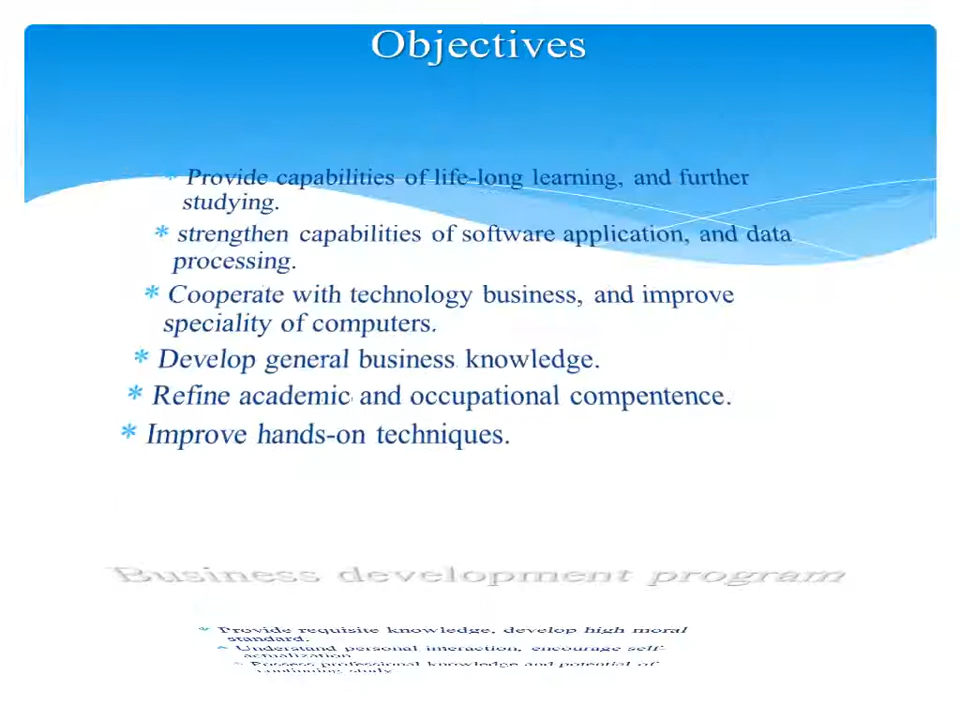 Objectives
* Provide capabilities of life-long learning, and further
studying.
* strengthen capabilities of software application, and data
processing.
* Cooperate with technology business, and improve
speciality of computers.
* Develop general business knowledge.
* Refine academic and occupational compentence.
* Improve hands-on techniques.
Business development program
* Provide requisite knowledge, develop high moral
standard.
* Understand personal interaction, encourage self-
actualization
* Possess professional knowledge and potential of
continuing study